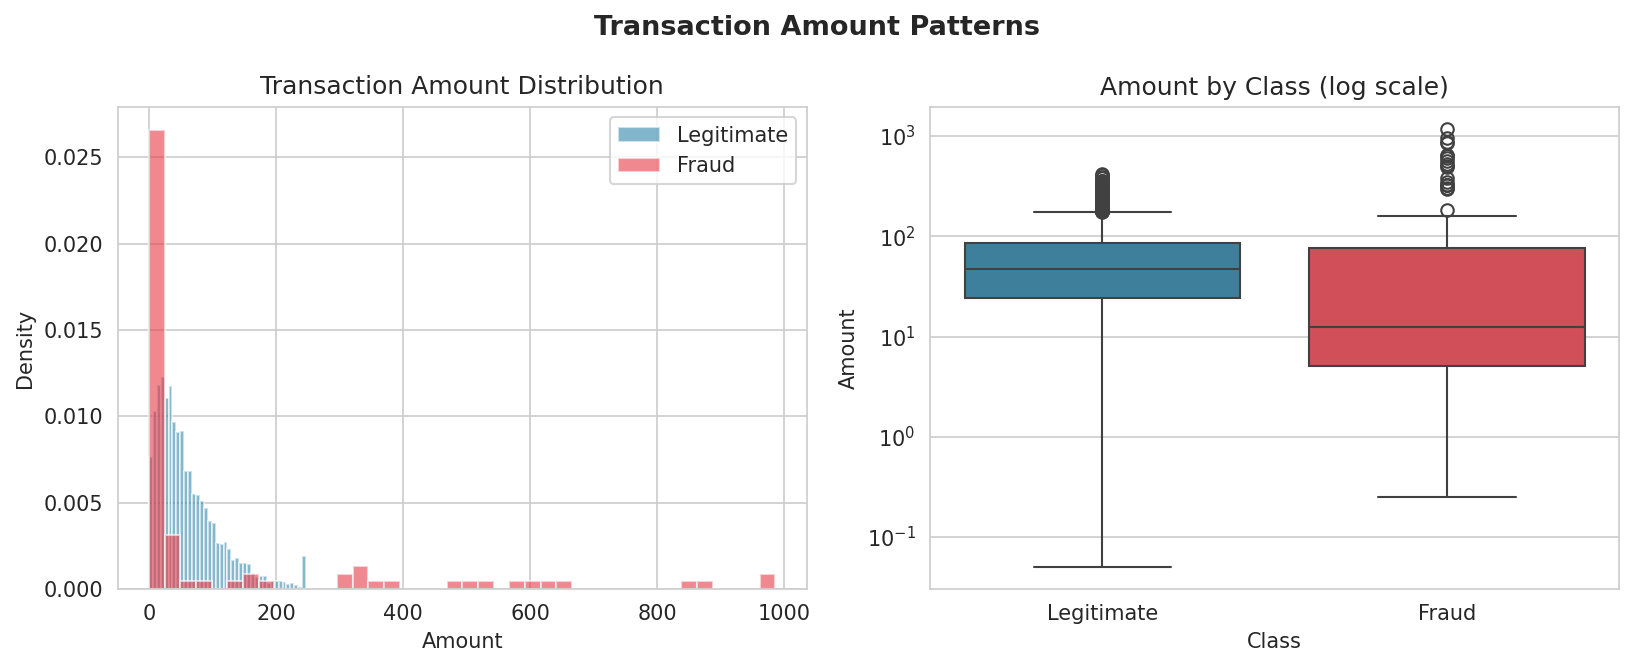 Transaction Amount Patterns
Transaction Amount Distribution
Legitimate
Fraud
Density
0.025
0.020
0.015
0.010
0.005
0.000
0 200 400 600 800 1000
Amount
Amount by Class (log scale)
Amount
10³
10²
10¹
10⁰
10⁻¹
Legitimate Fraud
Class